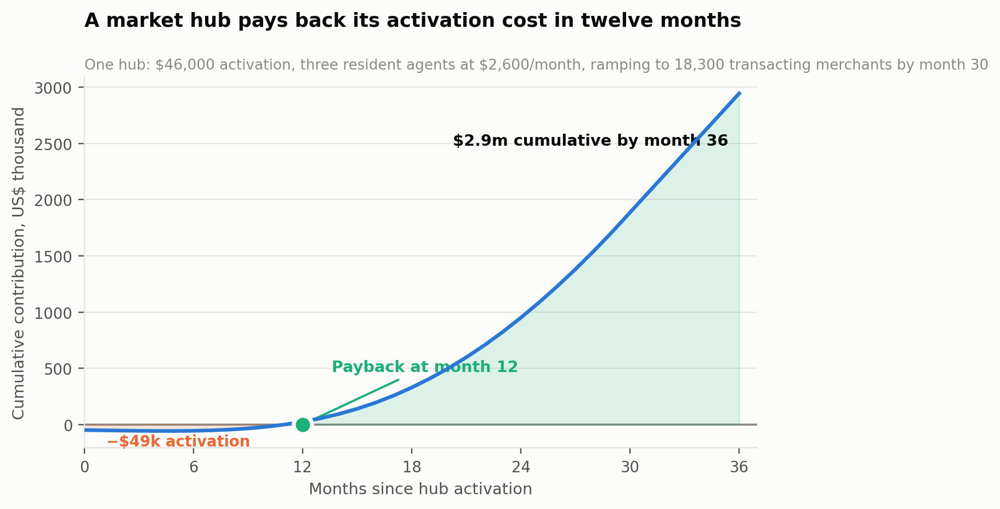 A market hub pays back its activation cost in twelve months
One hub: $46,000 activation, three resident agents at $2,600/month, ramping to 18,300 transacting merchants by month 30
Cumulative contribution, US$ thousand
3000
2500
2000
1500
1000
500
0
$2.9m cumulative by month 36
Payback at month 12
−$49k activation
0 6 12 18 24 30 36
Months since hub activation